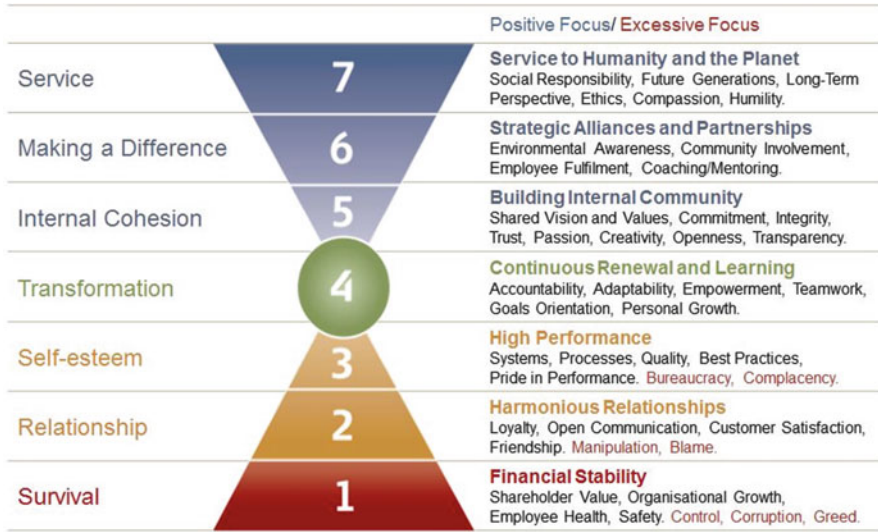 Positive Focus/ Excessive Focus
Service
7
Service to Humanity and the Planet
Social Responsibility, Future Generations, Long-Term
Perspective, Ethics, Compassion, Humility.
Making a Difference
6
Strategic Alliances and Partnerships
Environmental Awareness, Community Involvement,
Employee Fulfilment, Coaching/Mentoring.
Internal Cohesion
5
Building Internal Community
Shared Vision and Values, Commitment, Integrity,
Trust, Passion, Creativity, Openness, Transparency.
Transformation
4
Continuous Renewal and Learning
Accountability, Adaptability, Empowerment, Teamwork,
Goals Orientation, Personal Growth.
Self-esteem
3
High Performance
Systems, Processes, Quality, Best Practices,
Pride in Performance. Bureaucracy, Complacency.
Relationship
2
Harmonious Relationships
Loyalty, Open Communication, Customer Satisfaction,
Friendship. Manipulation, Blame.
Survival
1
Financial Stability
Shareholder Value, Organisational Growth,
Employee Health, Safety. Control, Corruption, Greed.